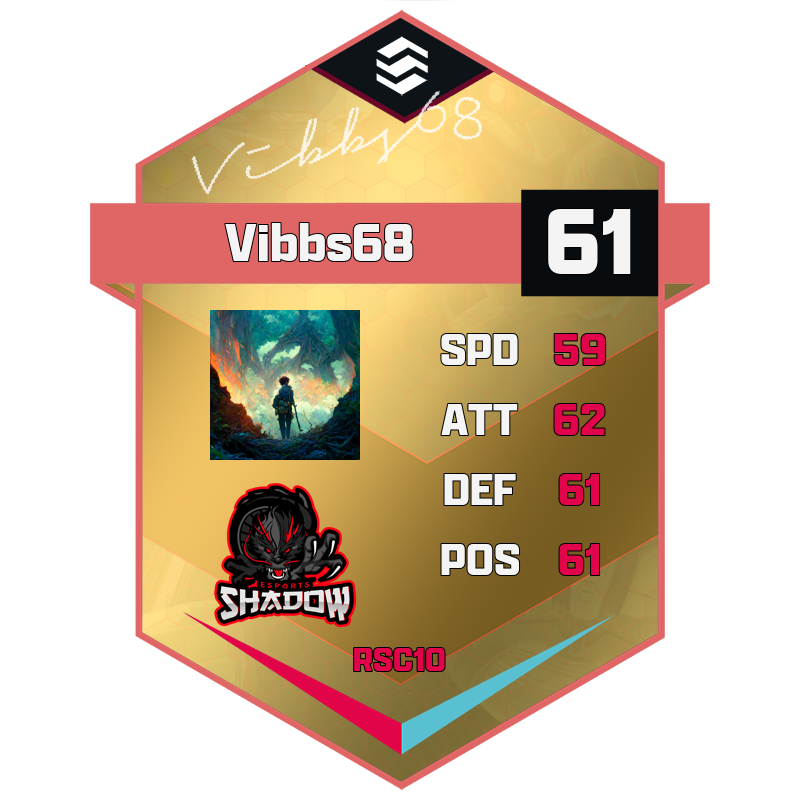 Vibbs68
Vibbs68 61
SPD 59
ATT 62
DEF 61
POS 61
ESPORTS
SHADOW
RSC10